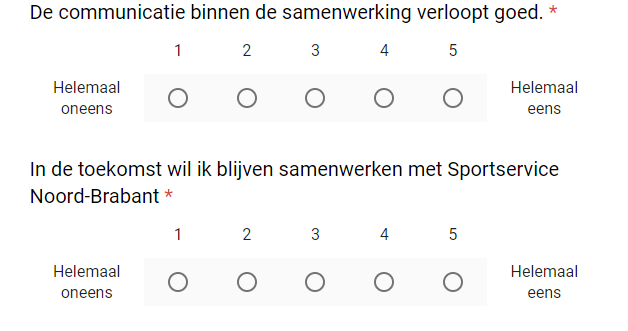 De communicatie binnen de samenwerking verloopt goed. *
1 2 3 4 5
Helemaal oneens
Helemaal eens
In de toekomst wil ik blijven samenwerken met Sportservice
Noord-Brabant *
1 2 3 4 5
Helemaal oneens
Helemaal eens